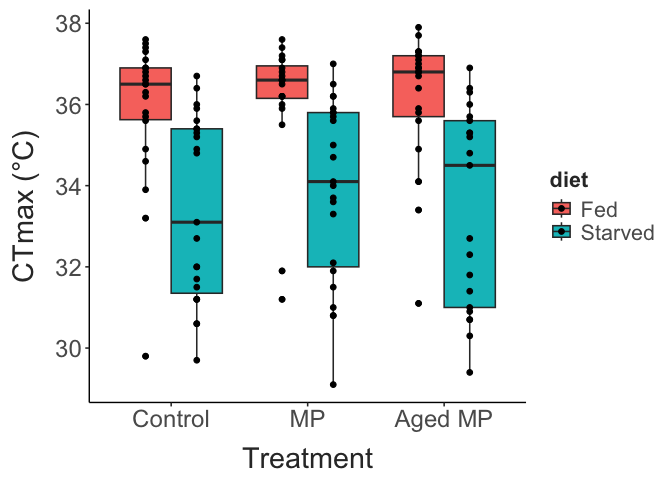 CTmax (°C)
38
36
34
32
30
Control
MP
Aged MP
Treatment
diet
Fed
Starved